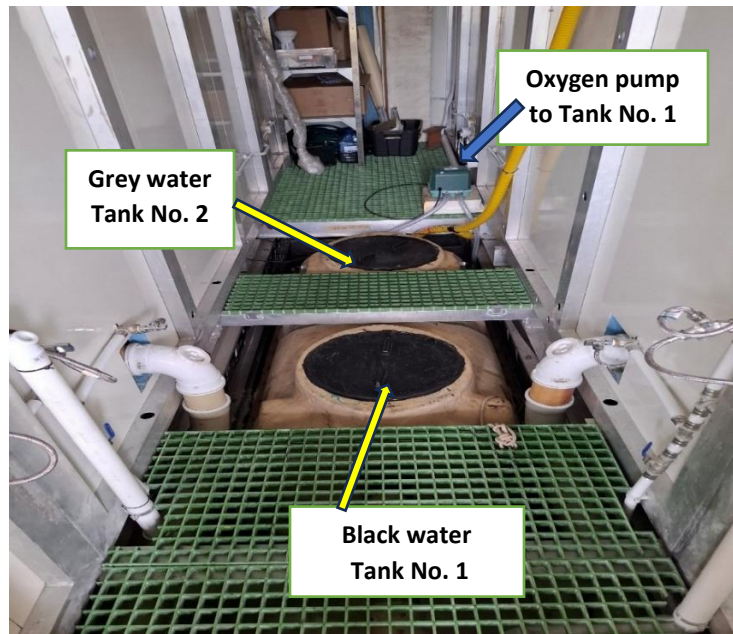 Oxygen pump
to Tank No. 1
Grey water
Tank No. 2
Black water
Tank No. 1